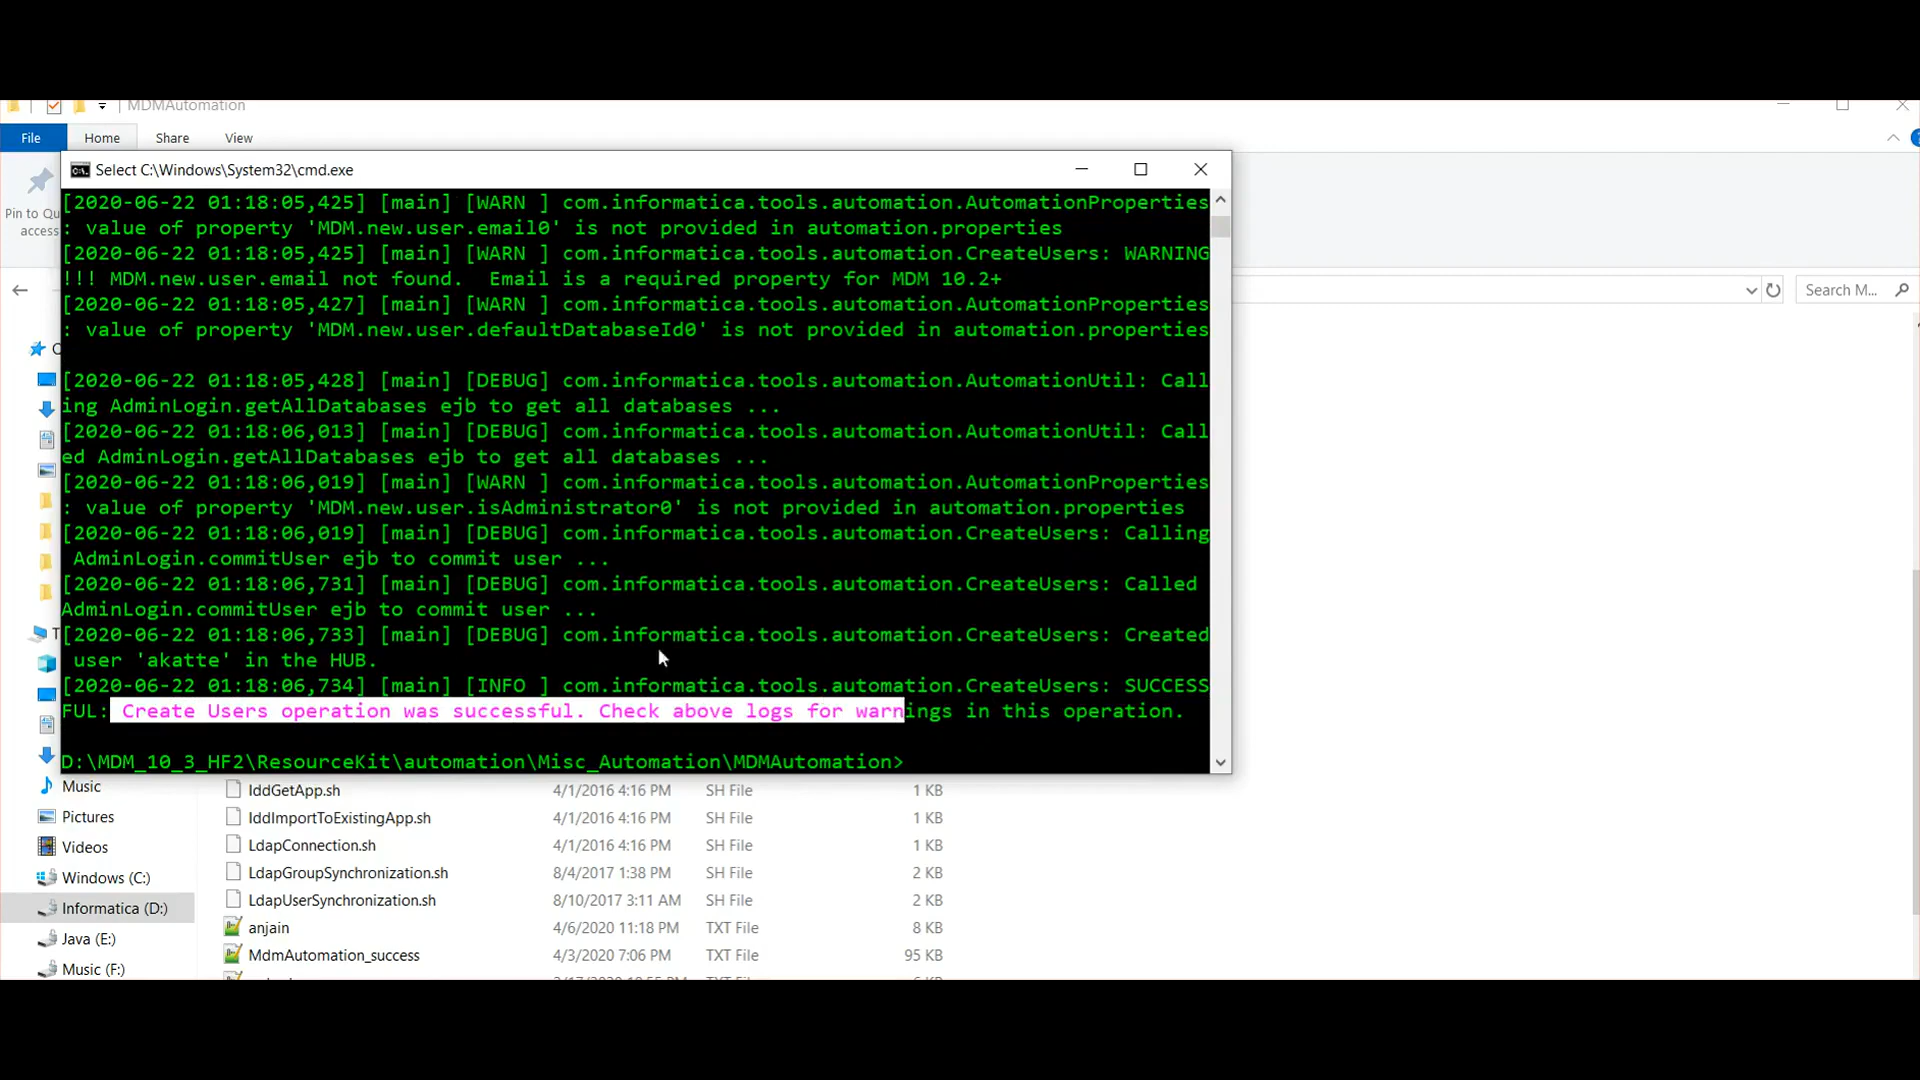 MDMAutomation
File Home Share View
Select C:\Windows\System32\cmd.exe
Pin to Qu
access
Search M...
[2020-06-22 01:18:05,425] [main] [WARN ] com.informatica.tools.automation.AutomationProperties
: value of property 'MDM.new.user.email0' is not provided in automation.properties
[2020-06-22 01:18:05,425] [main] [WARN ] com.informatica.tools.automation.CreateUsers: WARNING
!!! MDM.new.user.email not found.  Email is a required property for MDM 10.2+
[2020-06-22 01:18:05,427] [main] [WARN ] com.informatica.tools.automation.AutomationProperties
: value of property 'MDM.new.user.defaultDatabaseId0' is not provided in automation.properties
[2020-06-22 01:18:05,428] [main] [DEBUG] com.informatica.tools.automation.AutomationUtil: Call
ing AdminLogin.getAllDatabases ejb to get all databases ...
[2020-06-22 01:18:06,013] [main] [DEBUG] com.informatica.tools.automation.AutomationUtil: Call
ed AdminLogin.getAllDatabases ejb to get all databases ...
[2020-06-22 01:18:06,019] [main] [WARN ] com.informatica.tools.automation.AutomationProperties
: value of property 'MDM.new.user.isAdministrator0' is not provided in automation.properties
[2020-06-22 01:18:06,019] [main] [DEBUG] com.informatica.tools.automation.CreateUsers: Calling
AdminLogin.commitUser ejb to commit user ...
[2020-06-22 01:18:06,731] [main] [DEBUG] com.informatica.tools.automation.CreateUsers: Called
AdminLogin.commitUser ejb to commit user ...
[2020-06-22 01:18:06,733] [main] [DEBUG] com.informatica.tools.automation.CreateUsers: Created
user 'akatte' in the HUB.
[2020-06-22 01:18:06,734] [main] [INFO ] com.informatica.tools.automation.CreateUsers: SUCCESS
FUL: Create Users operation was successful. Check above logs for warnings in this operation.
D:\MDM_10_3_HF2\ResourceKit\automation\Misc_Automation\MDMAutomation>
Music
Pictures
Videos
Windows (C:)
Informatica (D:)
Java (E:)
Music (F:)
IddGetApp.sh 4/1/2016 4:16 PM SH File 1 KB
IddImportToExistingApp.sh 4/1/2016 4:16 PM SH File 1 KB
LdapConnection.sh 4/1/2016 4:16 PM SH File 1 KB
LdapGroupSynchronization.sh 8/4/2017 1:38 PM SH File 2 KB
LdapUserSynchronization.sh 8/10/2017 3:11 AM SH File 2 KB
anjain 4/6/2020 11:18 PM TXT File 8 KB
MdmAutomation_success 4/3/2020 7:06 PM TXT File 95 KB